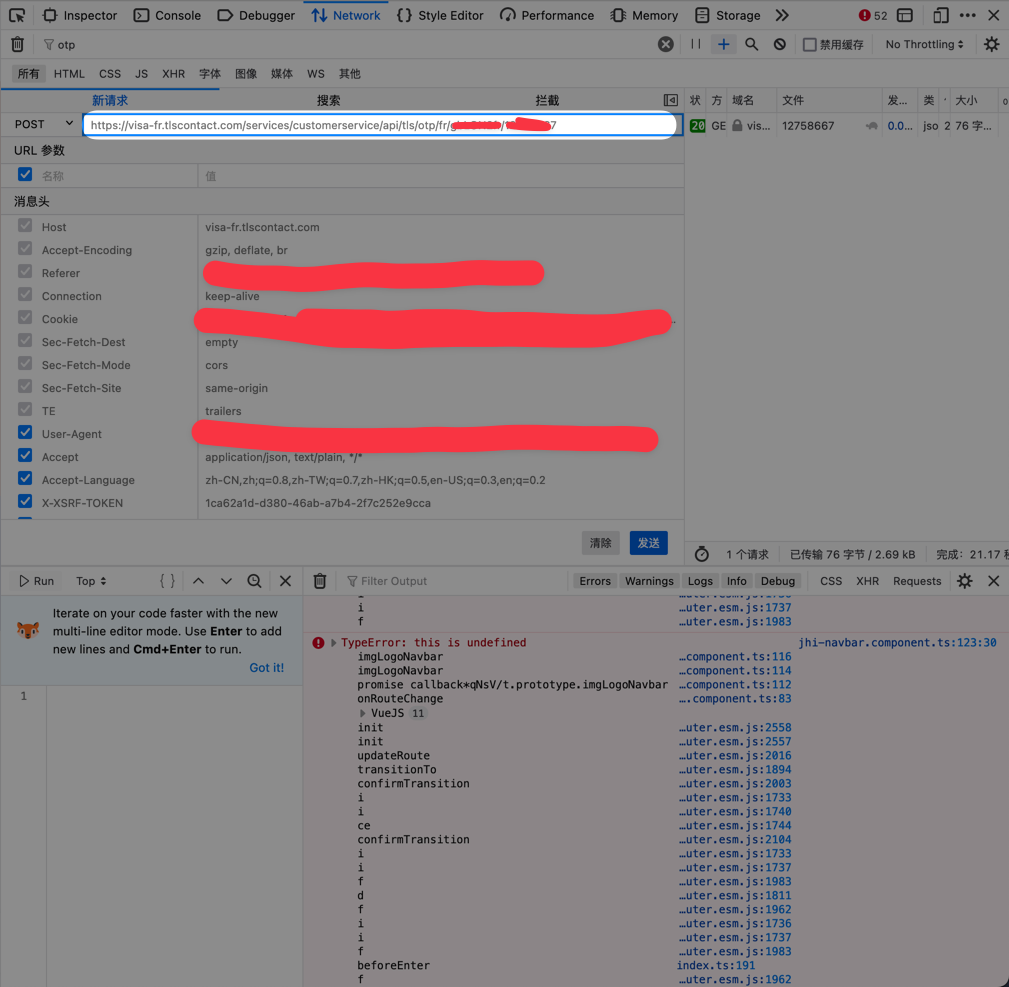 Inspector Console Debugger Network Style Editor Performance Memory Storage 52
otp 禁用缓存 No Throttling
所有 HTML CSS JS XHR 字体 图像 媒体 WS 其他
新请求 搜索 拦截 状 方 域名 文件 发… 类 大小
POST https://visa-fr.tlscontact.com/services/customerservice/api/tls/otp/fr/ 7 20 GE vis… 12758667 0.0… jso 2 76 字…
URL 参数
名称 值
消息头
Host visa-fr.tlscontact.com
Accept-Encoding gzip, deflate, br
Referer
Connection keep-alive
Cookie
Sec-Fetch-Dest empty
Sec-Fetch-Mode cors
Sec-Fetch-Site same-origin
TE trailers
User-Agent
Accept application/json, text/plain, */*
Accept-Language zh-CN,zh;q=0.8,zh-TW;q=0.7,zh-HK;q=0.5,en-US;q=0.3,en;q=0.2
X-XSRF-TOKEN 1ca62a1d-d380-46ab-a7b4-2f7c252e9cca
清除 发送
1 个请求 已传输 76 字节 / 2.69 kB 完成：21.17 秒
Run Top { } Filter Output Errors Warnings Logs Info Debug CSS XHR Requests
Iterate on your code faster with the new
multi-line editor mode. Use Enter to add
new lines and Cmd+Enter to run.
Got it!
1
i …uter.esm.js:1736
i …uter.esm.js:1737
f …uter.esm.js:1983
TypeError: this is undefined jhi-navbar.component.ts:123:30
imgLogoNavbar …component.ts:116
imgLogoNavbar …component.ts:114
promise callback*qNsV/t.prototype.imgLogoNavbar …component.ts:112
onRouteChange ….component.ts:83
VueJS 11
init …uter.esm.js:2558
init …uter.esm.js:2557
updateRoute …uter.esm.js:2016
transitionTo …uter.esm.js:1894
confirmTransition …uter.esm.js:2003
i …uter.esm.js:1733
i …uter.esm.js:1740
ce …uter.esm.js:1744
confirmTransition …uter.esm.js:2104
i …uter.esm.js:1733
i …uter.esm.js:1737
f …uter.esm.js:1983
d …uter.esm.js:1811
f …uter.esm.js:1962
i …uter.esm.js:1736
i …uter.esm.js:1737
f …uter.esm.js:1983
beforeEnter index.ts:191
f …uter.esm.js:1962